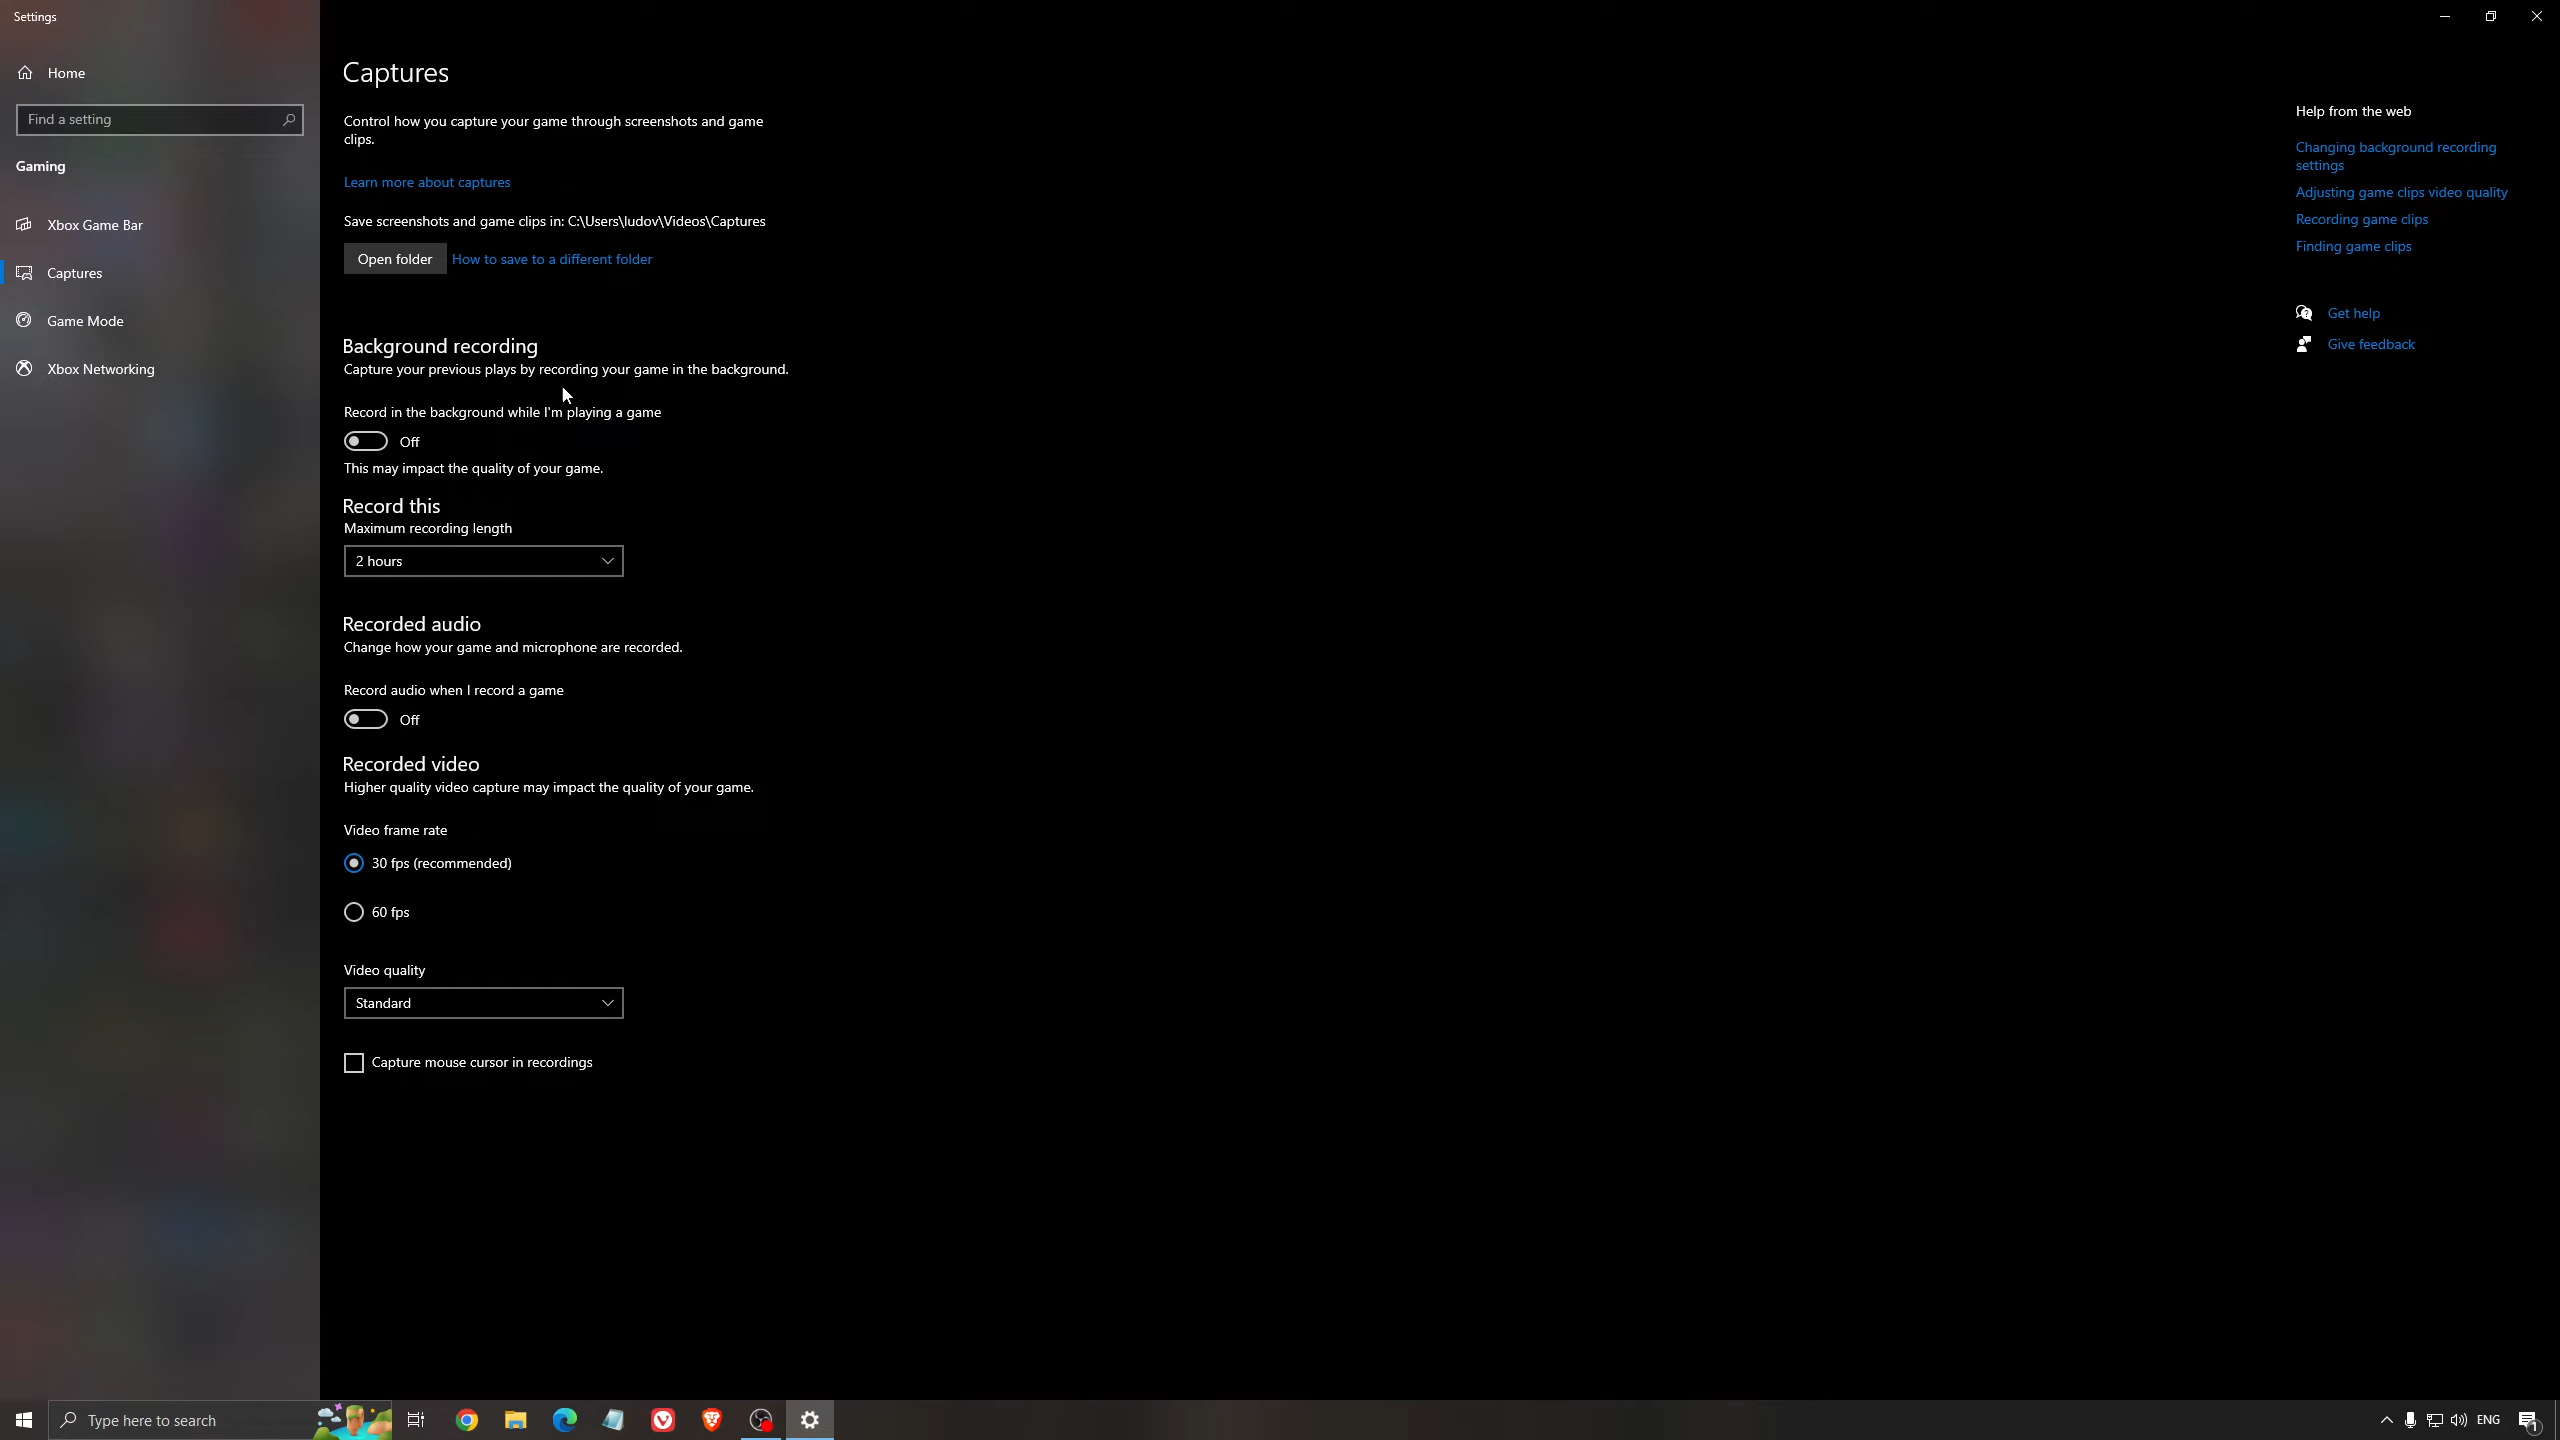 Settings
Home
Find a setting
Gaming
Xbox Game Bar
Captures
Game Mode
Xbox Networking
Captures
Control how you capture your game through screenshots and game
clips.
Learn more about captures
Save screenshots and game clips in: C:\Users\ludov\Videos\Captures
Open folder
How to save to a different folder
Background recording
Capture your previous plays by recording your game in the background.
Record in the background while I'm playing a game
Off
This may impact the quality of your game.
Record this
Maximum recording length
2 hours
Recorded audio
Change how your game and microphone are recorded.
Record audio when I record a game
Off
Recorded video
Higher quality video capture may impact the quality of your game.
Video frame rate
30 fps (recommended)
60 fps
Video quality
Standard
Capture mouse cursor in recordings
Help from the web
Changing background recording
settings
Adjusting game clips video quality
Recording game clips
Finding game clips
Get help
Give feedback
Type here to search
ENG
1